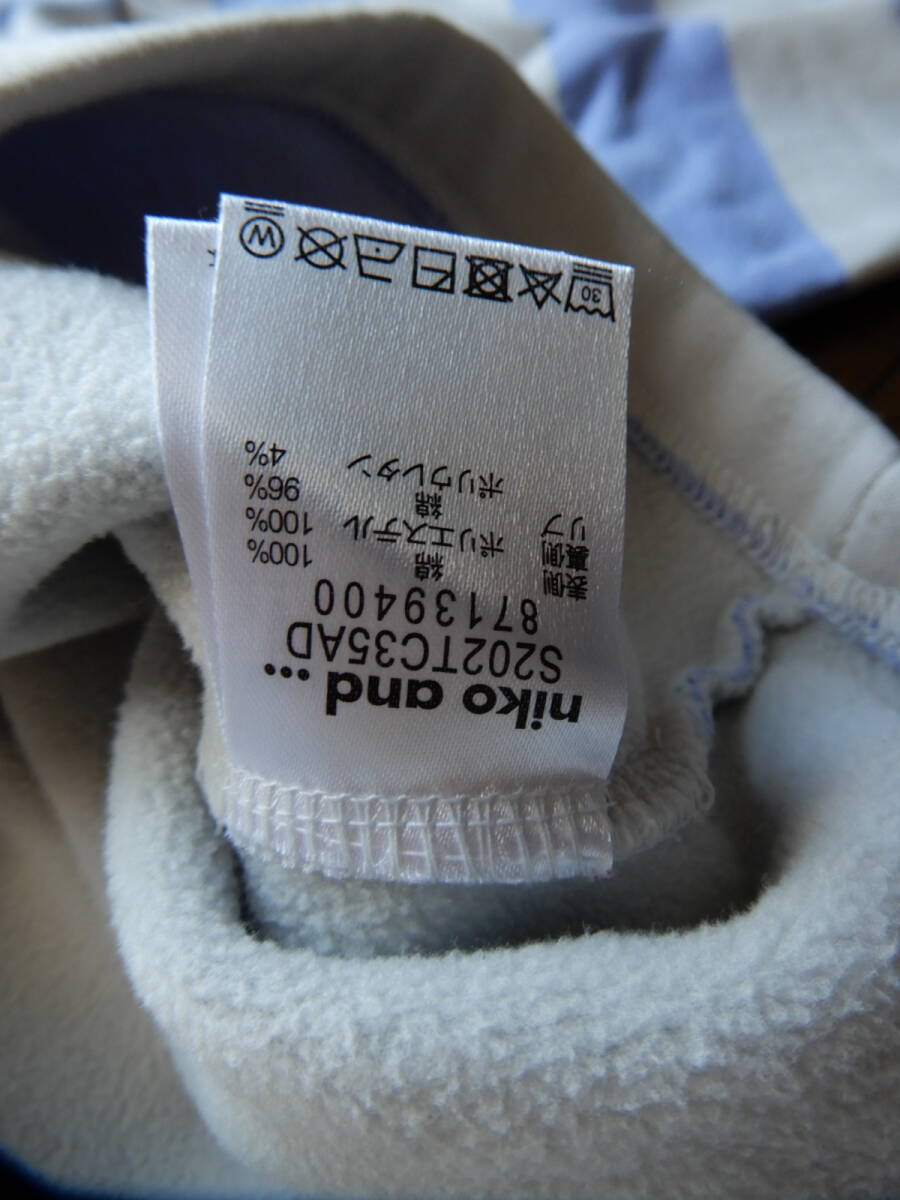 niko and ...
S202TC35AD
87139400
表側 綿 100%
裏側 ポリエステル 100%
リブ 綿 96%
ポリウレタン 4%
30
W